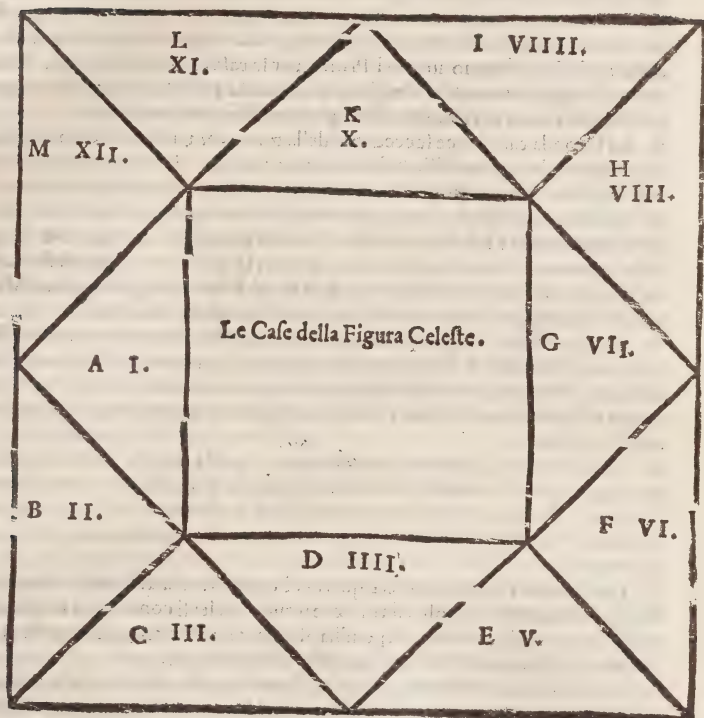 L
XI.
I VIIII.
K
X.
M XII.
H
VIII.
Le Case della Figura Celeste.
A I.
G VII.
B II.
F VI.
D IIII.
C III.
E V.